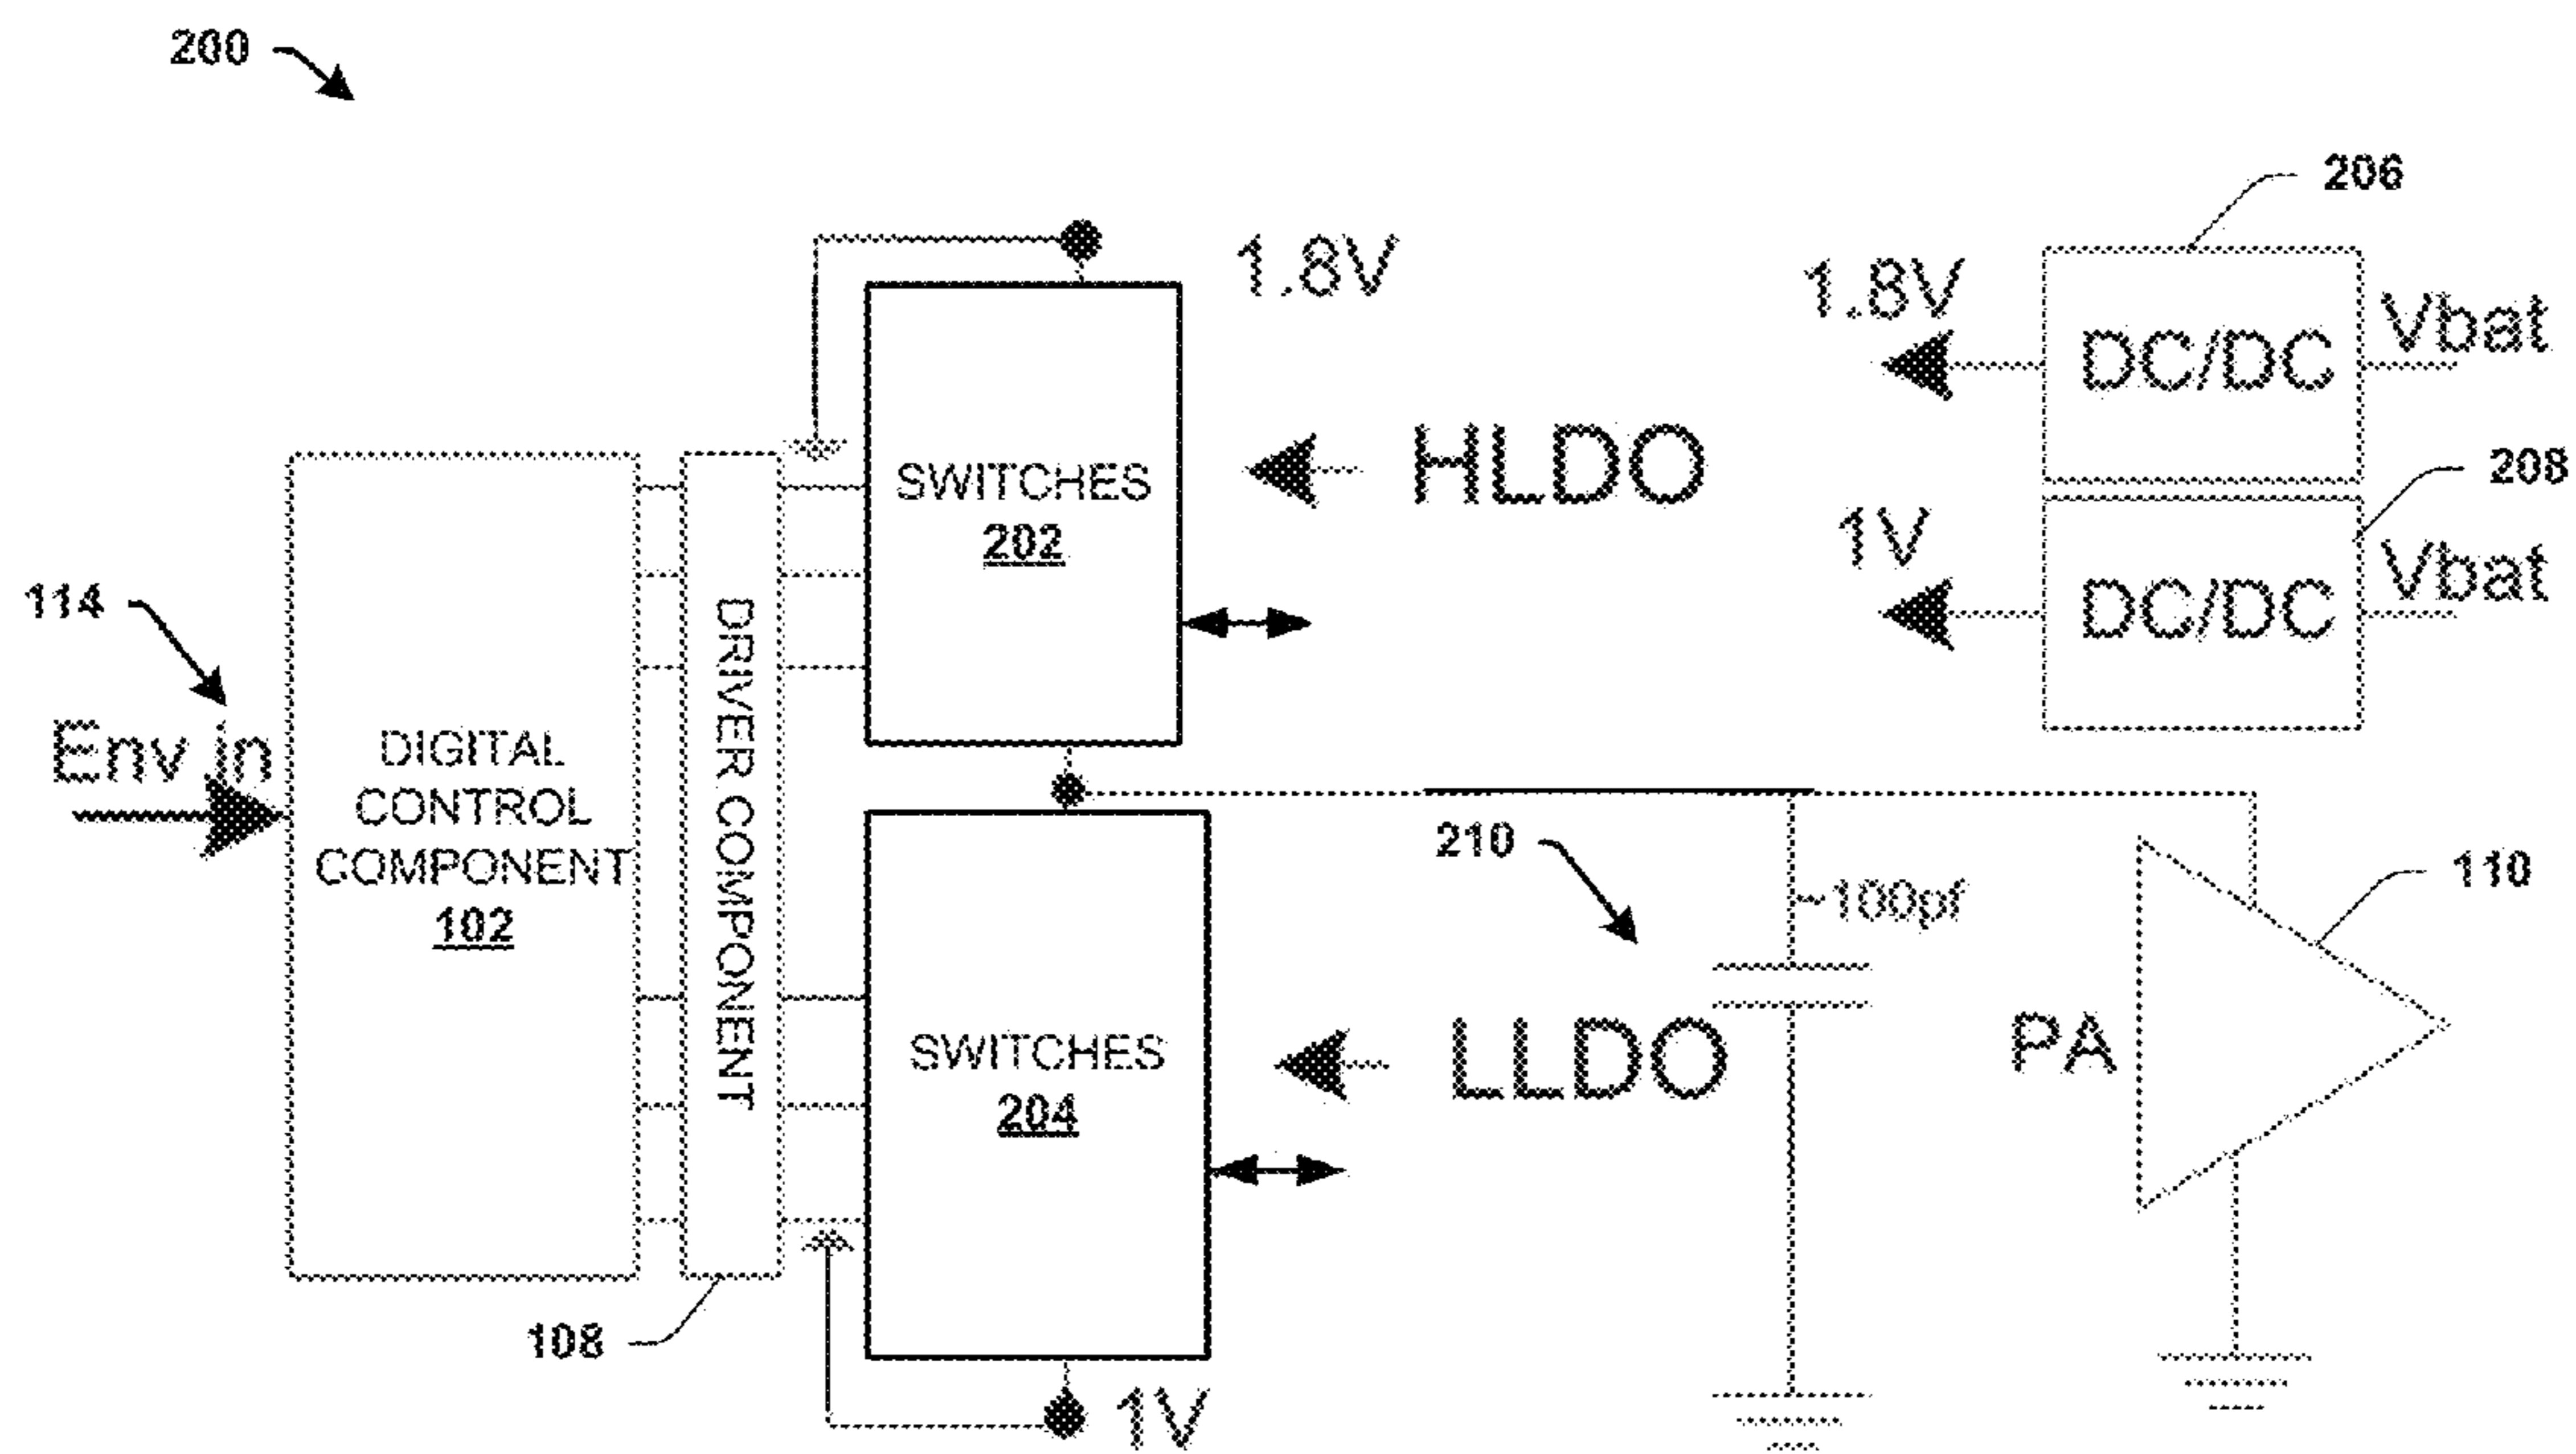 200
206
1.8V
1.8V
DC/DC
Vbat
208
SWITCHES
202
HLDO
1V
DC/DC
Vbat
114
Env in
DIGITAL
CONTROL
COMPONENT
102
DRIVER COMPONENT
210
~100pf
110
SWITCHES
204
LLDO
PA
108
1V